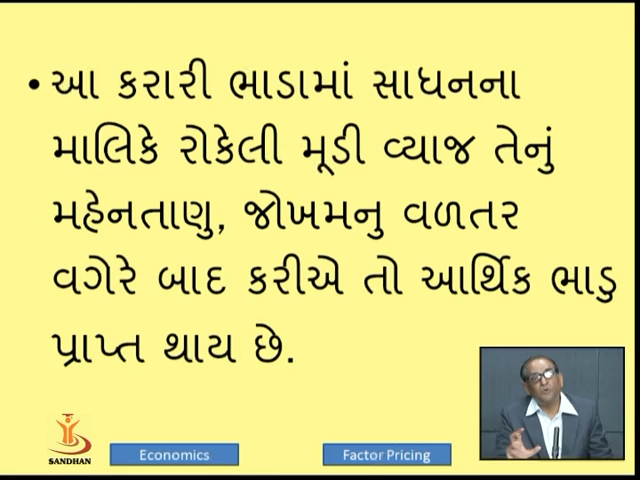 • આ કરારી ભાડામાં સાધનના
માલિકે રોકેલી મૂડી વ્યાજ તેનું
મહેનતાણુ, જોખમનુ વળતર
વગેરે બાદ કરીએ તો આર્થિક ભાડુ
પ્રાપ્ત થાય છે.
SANDHAN
Economics
Factor Pricing